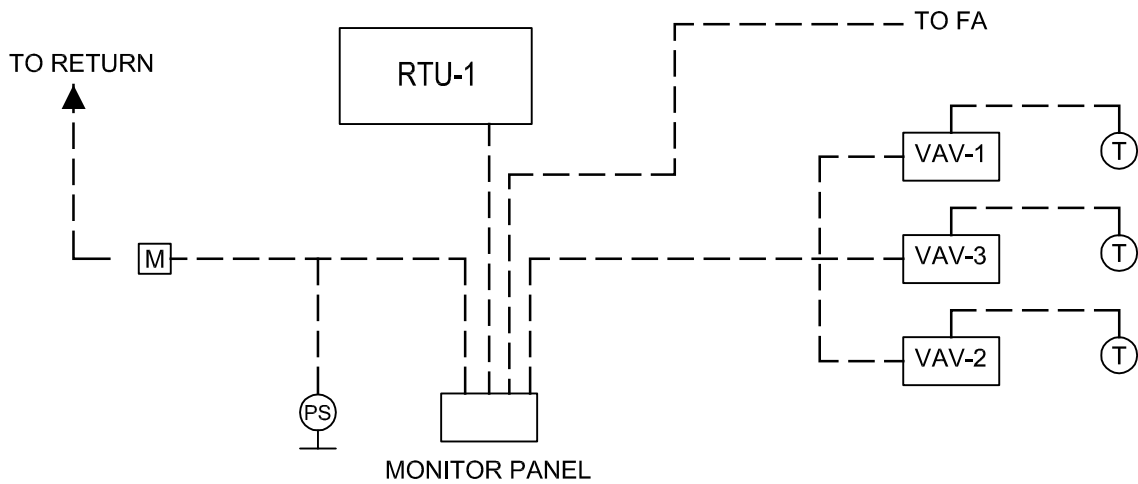 TO FA
TO RETURN
RTU-1
VAV-1
T
M
VAV-3
T
VAV-2
T
PS
MONITOR PANEL